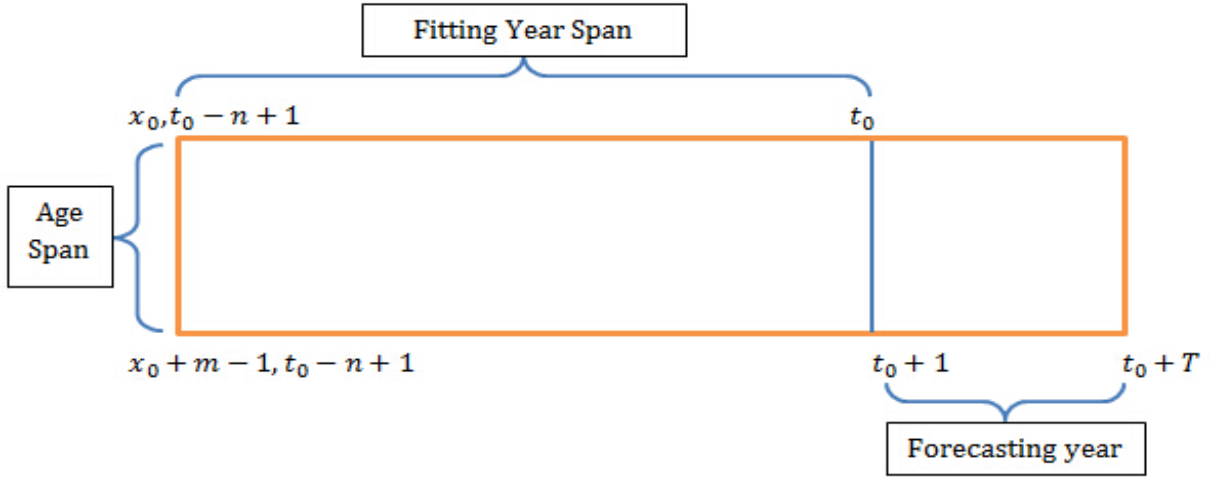 Fitting Year Span
x₀,t₀ − n + 1
t₀
Age
Span
x₀ + m − 1, t₀ − n + 1
t₀ + 1
t₀ + T
Forecasting year